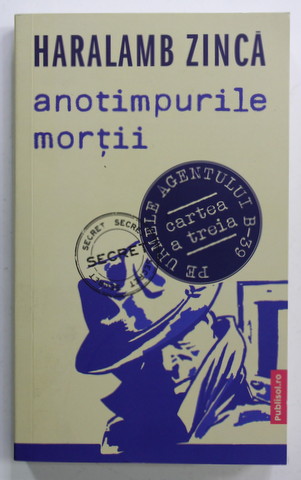 HARALAMB ZINCĂ
anotimpurile
morții
PE URMELE AGENTULUI B-39
cartea
a treia
SECRET SECRET
SECRET
Publisol.ro